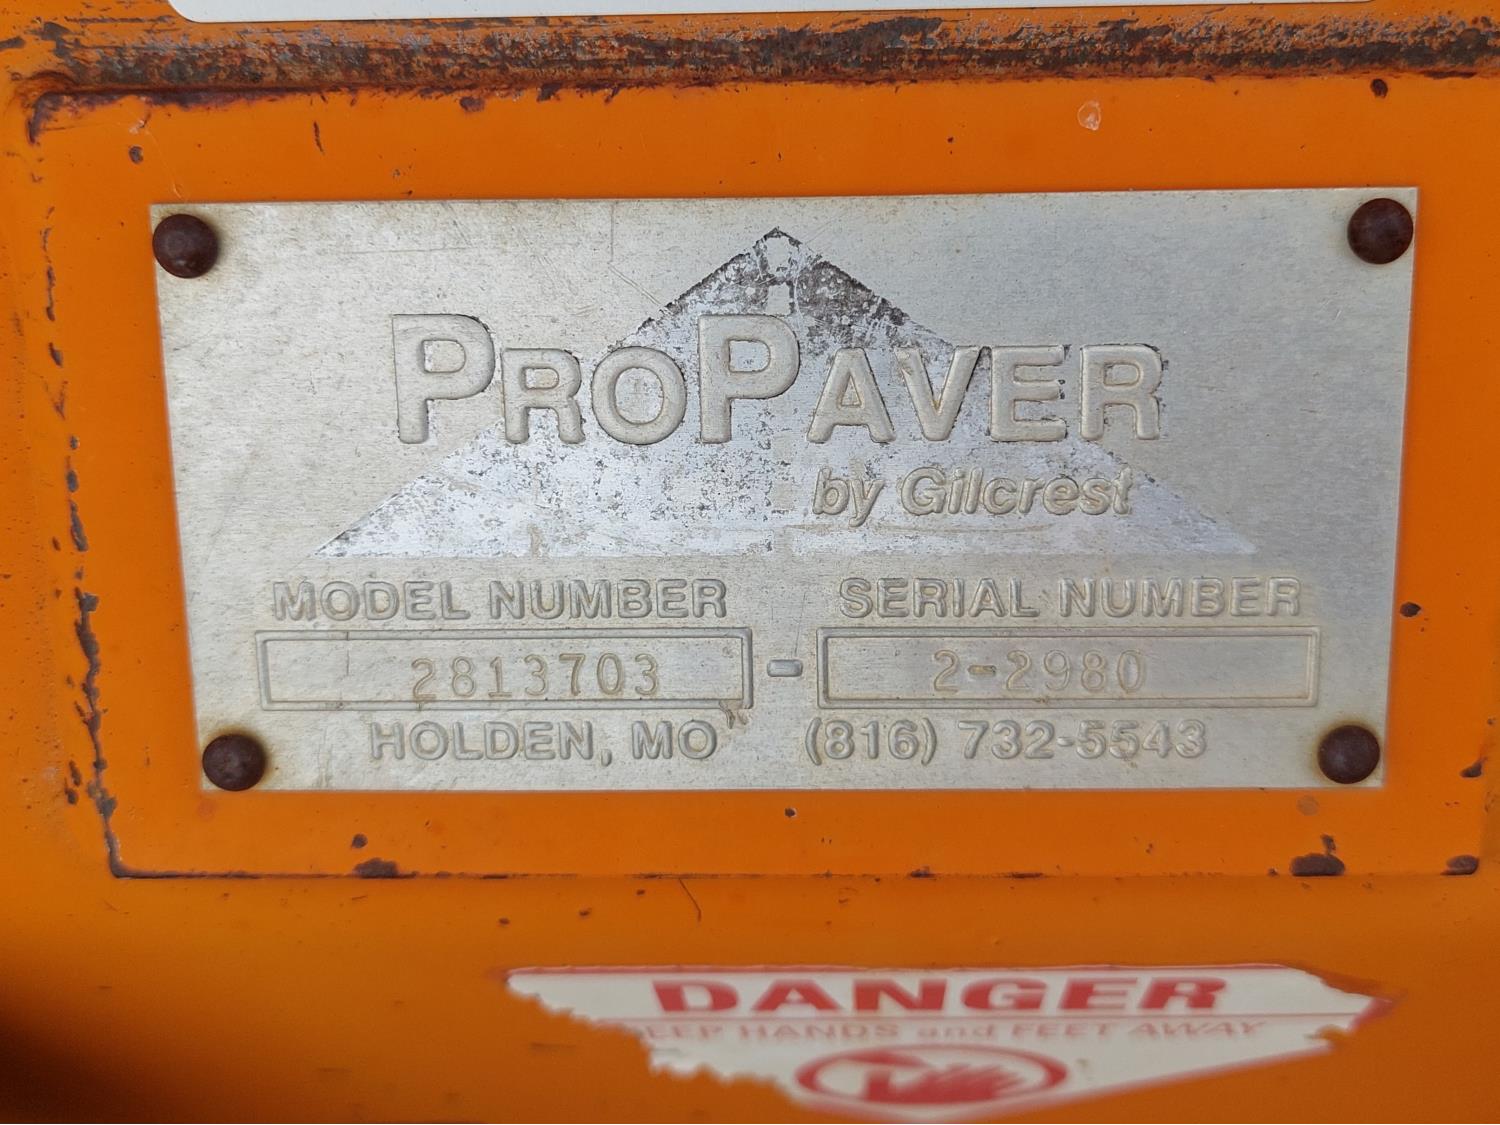 PROPAVER
by Gilcrest
MODEL NUMBER SERIAL NUMBER
2813703 - 2-2980
HOLDEN, MO (816) 732-5543
DANGER
HANDS and FEET AWAY